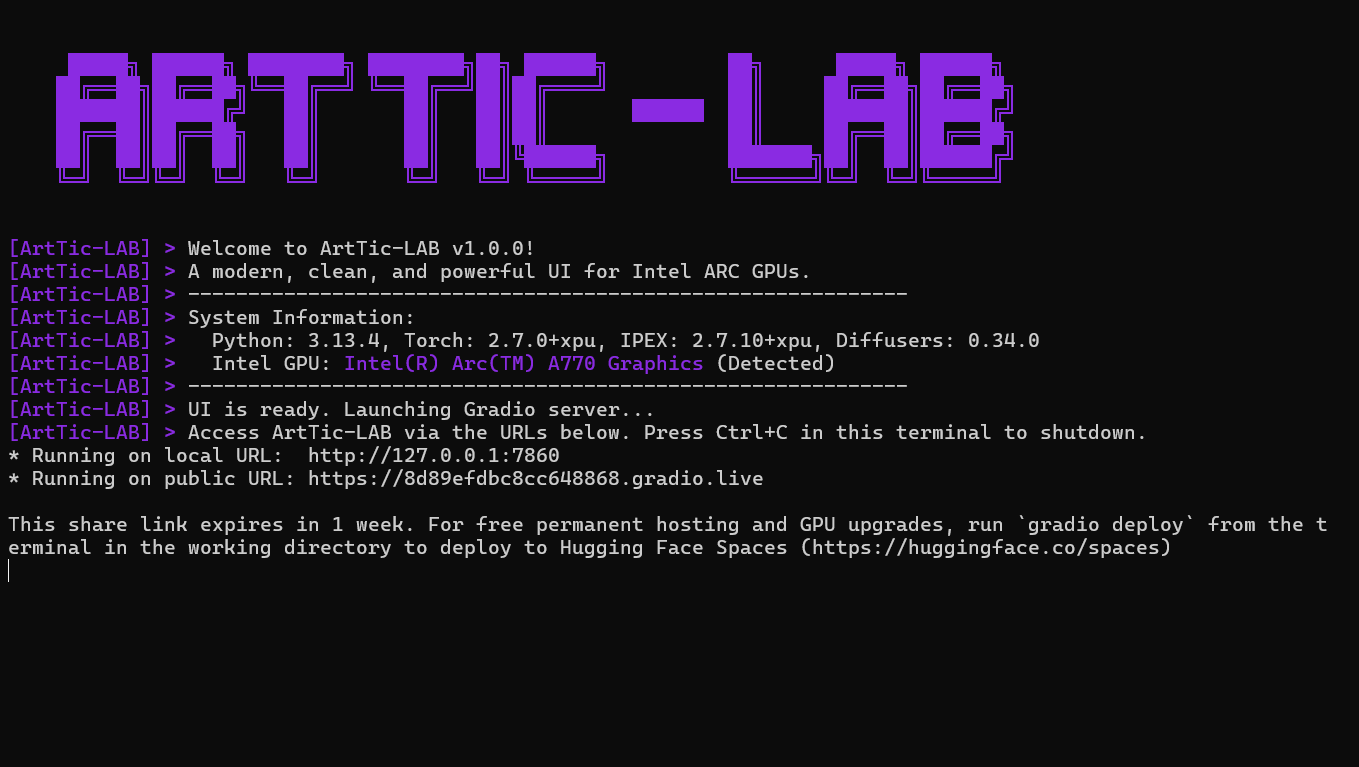 ARTTIC-LAB
[ArtTic-LAB] > Welcome to ArtTic-LAB v1.0.0!
[ArtTic-LAB] > A modern, clean, and powerful UI for Intel ARC GPUs.
[ArtTic-LAB] > ------------------------------------------------------------
[ArtTic-LAB] > System Information:
[ArtTic-LAB] >   Python: 3.13.4, Torch: 2.7.0+xpu, IPEX: 2.7.10+xpu, Diffusers: 0.34.0
[ArtTic-LAB] >   Intel GPU: Intel(R) Arc(TM) A770 Graphics (Detected)
[ArtTic-LAB] > ------------------------------------------------------------
[ArtTic-LAB] > UI is ready. Launching Gradio server...
[ArtTic-LAB] > Access ArtTic-LAB via the URLs below. Press Ctrl+C in this terminal to shutdown.
* Running on local URL:  http://127.0.0.1:7860
* Running on public URL: https://8d89efdbc8cc648868.gradio.live
This share link expires in 1 week. For free permanent hosting and GPU upgrades, run `gradio deploy` from the t
erminal in the working directory to deploy to Hugging Face Spaces (https://huggingface.co/spaces)